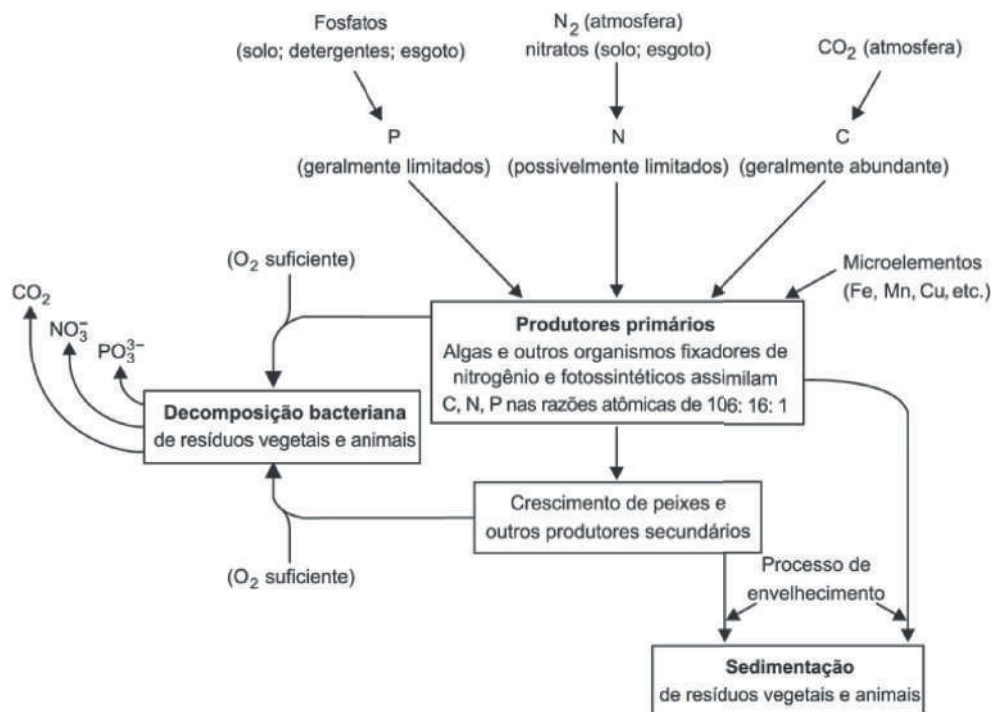 Fosfatos
(solo; detergentes; esgoto)
N2 (atmosfera)
nitratos (solo; esgoto)
CO2 (atmosfera)
P
(geralmente limitados)
N
(possivelmente limitados)
C
(geralmente abundante)
(O2 suficiente)
Microelementos
(Fe, Mn, Cu, etc.)
CO2
NO3−
PO3 3−
Produtores primários
Algas e outros organismos fixadores de
nitrogênio e fotossintéticos assimilam
C, N, P nas razões atômicas de 106: 16: 1
Decomposição bacteriana
de resíduos vegetais e animais
Crescimento de peixes e
outros produtores secundários
(O2 suficiente)
Processo de
envelhecimento
Sedimentação
de resíduos vegetais e animais